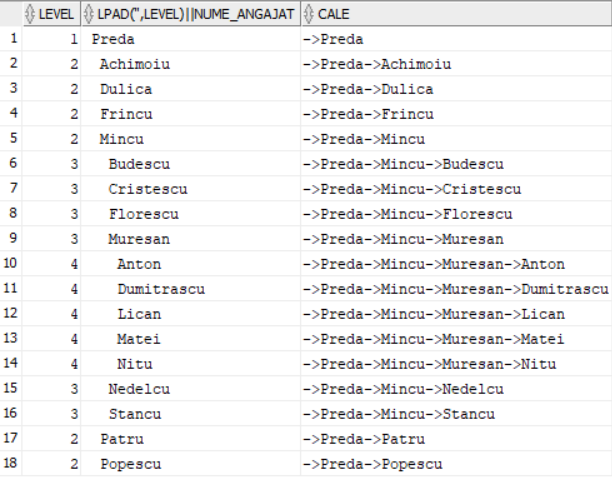 LEVEL LPAD('',LEVEL)||NUME_ANGAJAT CALE
1 1 Preda ->Preda
2 2 Achimoiu ->Preda->Achimoiu
3 2 Dulica ->Preda->Dulica
4 2 Frincu ->Preda->Frincu
5 2 Mincu ->Preda->Mincu
6 3 Budescu ->Preda->Mincu->Budescu
7 3 Cristescu ->Preda->Mincu->Cristescu
8 3 Florescu ->Preda->Mincu->Florescu
9 3 Muresan ->Preda->Mincu->Muresan
10 4 Anton ->Preda->Mincu->Muresan->Anton
11 4 Dumitrascu ->Preda->Mincu->Muresan->Dumitrascu
12 4 Lican ->Preda->Mincu->Muresan->Lican
13 4 Matei ->Preda->Mincu->Muresan->Matei
14 4 Nitu ->Preda->Mincu->Muresan->Nitu
15 3 Nedelcu ->Preda->Mincu->Nedelcu
16 3 Stancu ->Preda->Mincu->Stancu
17 2 Patru ->Preda->Patru
18 2 Popescu ->Preda->Popescu